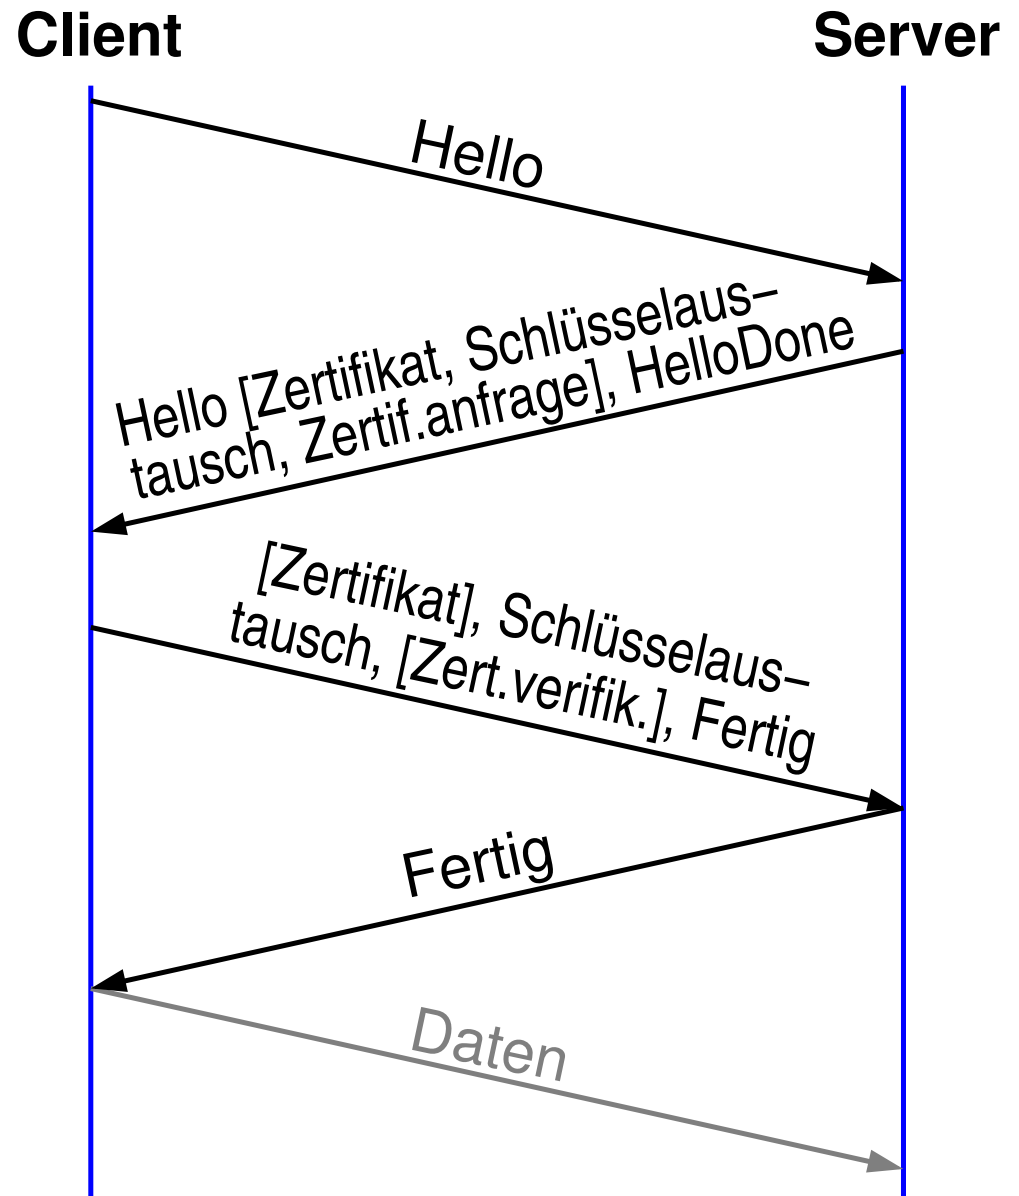 Client
Server
Hello
Hello [Zertifikat, Schlüsselaus–
tausch, Zertif.anfrage], HelloDone
[Zertifikat], Schlüsselaus–
tausch, [Zert.verifik.], Fertig
Fertig
Daten